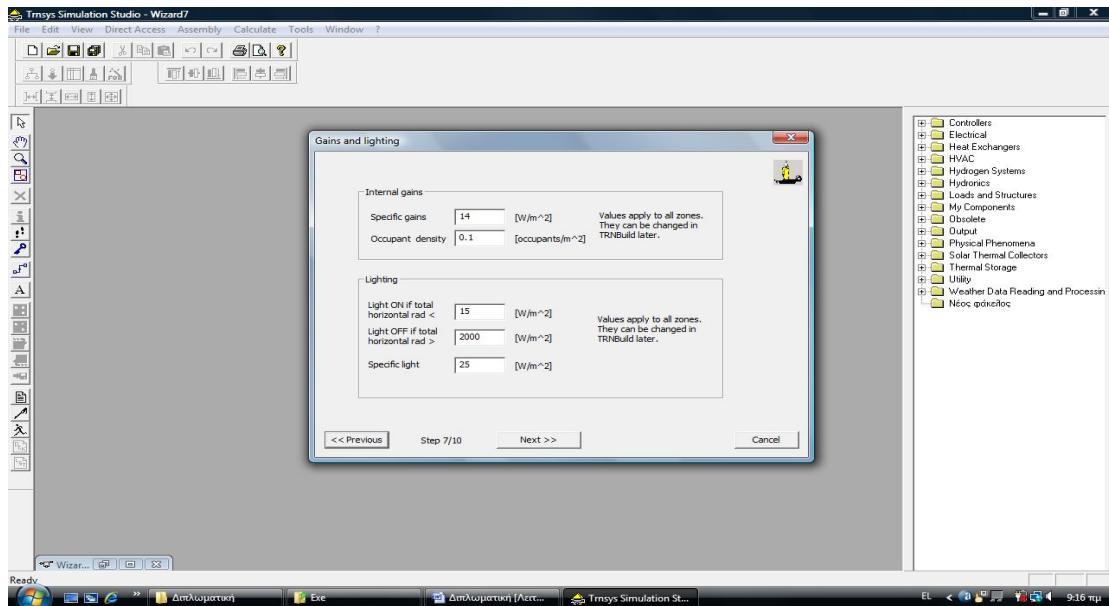 Trnsys Simulation Studio - Wizard7
File Edit View Direct Access Assembly Calculate Tools Window ?
Gains and lighting
Internal gains
Specific gains 14 [W/m^2]
Occupant density 0.1 [occupants/m^2]
Values apply to all zones.
They can be changed in
TRNBuild later.
Lighting
Light ON if total
horizontal rad < 15 [W/m^2]
Light OFF if total
horizontal rad > 2000 [W/m^2]
Specific light 25 [W/m^2]
Values apply to all zones.
They can be changed in
TRNBuild later.
<< Previous Step 7/10 Next >> Cancel
Controllers
Electrical
Heat Exchangers
HVAC
Hydrogen Systems
Hydronics
Loads and Structures
My Components
Obsolete
Output
Physical Phenomena
Solar Thermal Collectors
Thermal Storage
Utility
Weather Data Reading and Processin
Νέος φάκελος
Wizar...
Ready
Διπλωματική Exe Διπλωματική [Λειτ... Trnsys Simulation St... EL 9:16 πμ